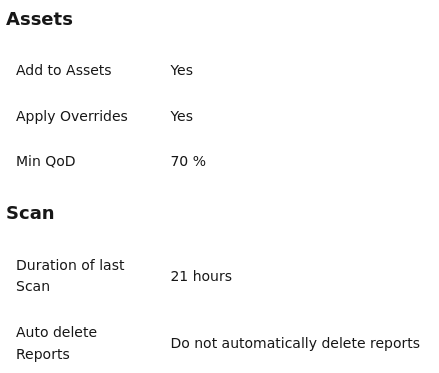 Assets
Add to Assets Yes
Apply Overrides Yes
Min QoD 70 %
Scan
Duration of last
Scan
21 hours
Auto delete
Reports
Do not automatically delete reports